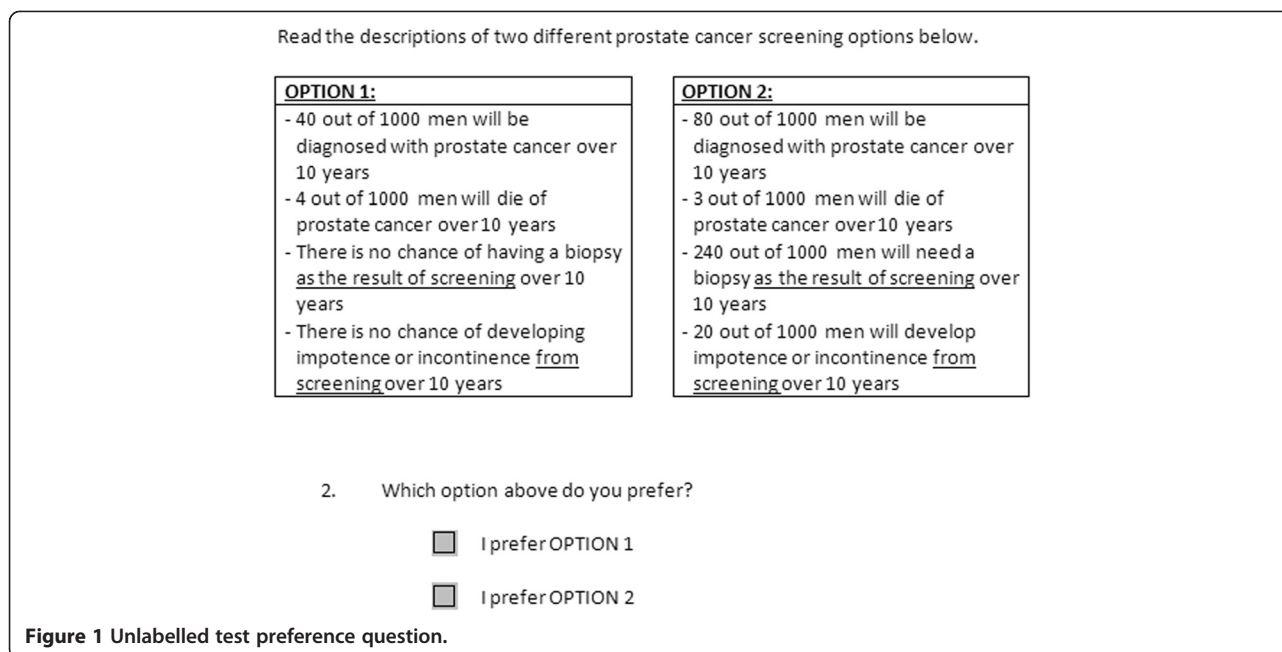 Read the descriptions of two different prostate cancer screening options below.
OPTION 1:
- 40 out of 1000 men will be
diagnosed with prostate cancer over
10 years
- 4 out of 1000 men will die of
prostate cancer over 10 years
- There is no chance of having a biopsy
as the result of screening over 10
years
- There is no chance of developing
impotence or incontinence from
screening over 10 years
OPTION 2:
- 80 out of 1000 men will be
diagnosed with prostate cancer over
10 years
- 3 out of 1000 men will die of
prostate cancer over 10 years
- 240 out of 1000 men will need a
biopsy as the result of screening over
10 years
- 20 out of 1000 men will develop
impotence or incontinence from
screening over 10 years
2. Which option above do you prefer?
I prefer OPTION 1
I prefer OPTION 2
Figure 1 Unlabelled test preference question.